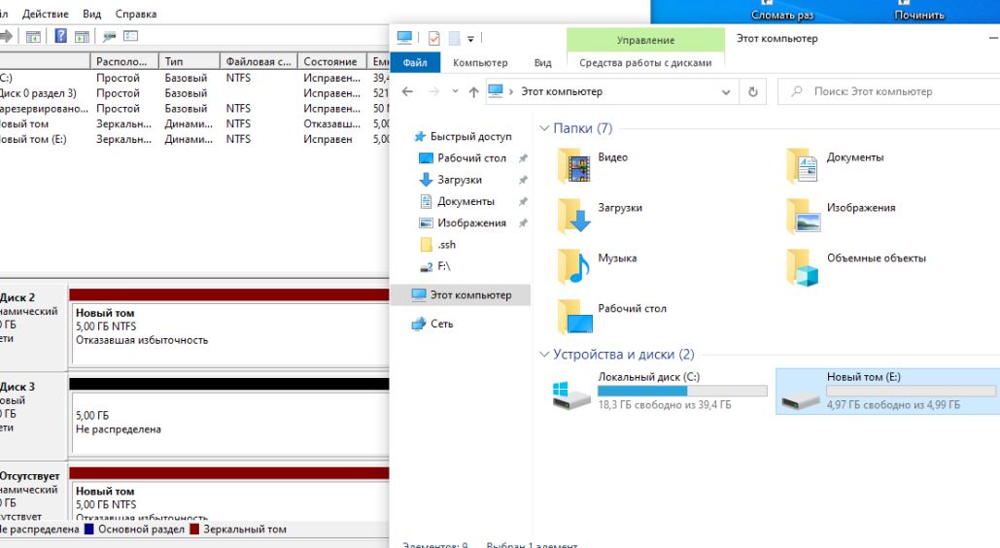 Действие Вид Справка
Располо... Тип Файловая с... Состояние
C:) Простой Базовый NTFS Исправен... 39,4
Диск 0 раздел 3) Простой Базовый Исправен... 521
арезервировано... Простой Базовый NTFS Исправен... 50
овый том Зеркальн... Динами... NTFS Отказавш... 5,00
овый том (E:) Зеркальн... Динами... NTFS Исправен 5,00
Диск 2
намический
ГБ
ети
Новый том
5,00 ГБ NTFS
Отказавшая избыточность
Диск 3
овый
ГБ
ети
5,00 ГБ
Не распределена
Отсутствует
намический
ГБ
сутствует
Новый том
5,00 ГБ NTFS
Отказавшая избыточность
Не распределена Основной раздел Зеркальный том
Сломать раз Починить
Управление Этот компьютер
Файл Компьютер Вид Средства работы с дисками
Этот компьютер Поиск: Этот компьютер
Быстрый доступ
Рабочий стол
Загрузки
Документы
Изображения
.ssh
F:\
Этот компьютер
Сеть
Папки (7)
Видео Документы
Загрузки Изображения
Музыка Объемные объекты
Рабочий стол
Устройства и диски (2)
Локальный диск (C:)
18,3 ГБ свободно из 39,4 ГБ
Новый том (E:)
4,97 ГБ свободно из 4,99 ГБ
Элементов: 9 Выбран 1 элемент